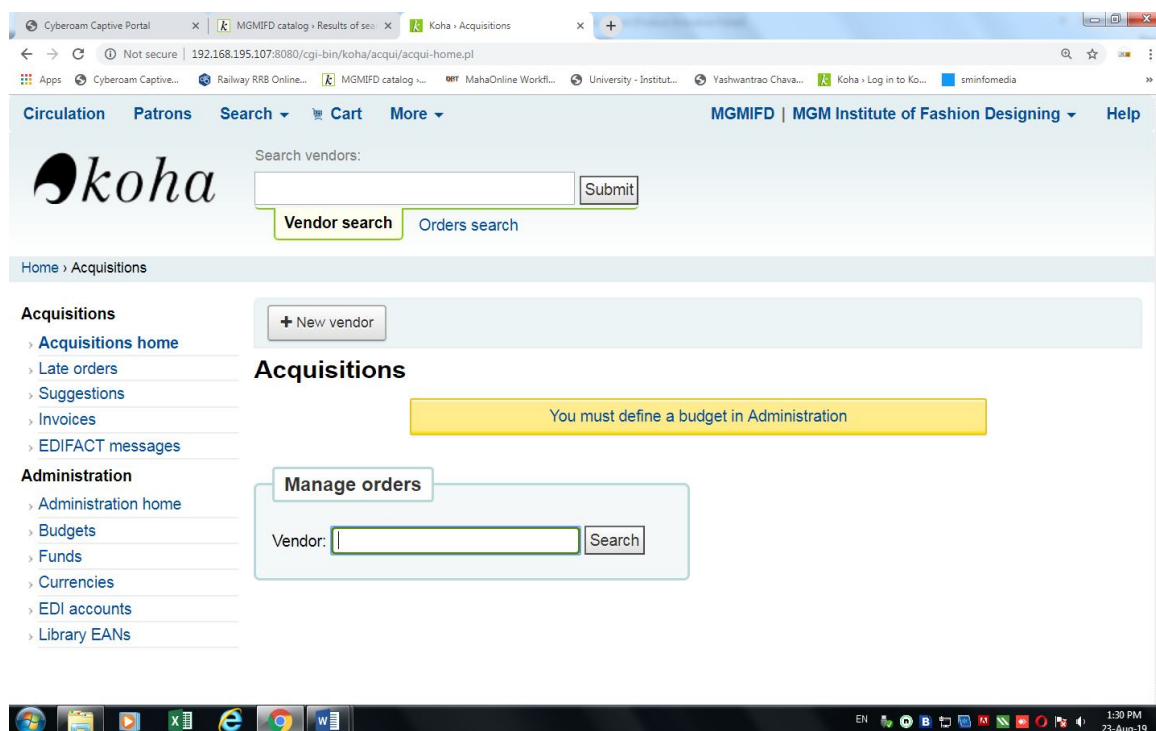 Cyberoam Captive Portal
MGMIFD catalog › Results of sea
Koha › Acquisitions
Not secure | 192.168.195.107:8080/cgi-bin/koha/acqui/acqui-home.pl
Apps Cyberoam Captive... Railway RRB Online... MGMIFD catalog ›... MahaOnline Workfl... University - Institut... Yashwantrao Chava... Koha › Log in to Ko... sminfomedia »
Circulation Patrons Search Cart More MGMIFD | MGM Institute of Fashion Designing Help
koha
Search vendors:
Submit
Vendor search Orders search
Home › Acquisitions
Acquisitions
› Acquisitions home
› Late orders
› Suggestions
› Invoices
› EDIFACT messages
Administration
› Administration home
› Budgets
› Funds
› Currencies
› EDI accounts
› Library EANs
+ New vendor
Acquisitions
You must define a budget in Administration
Manage orders
Vendor: Search
EN 1:30 PM
23-Aug-19